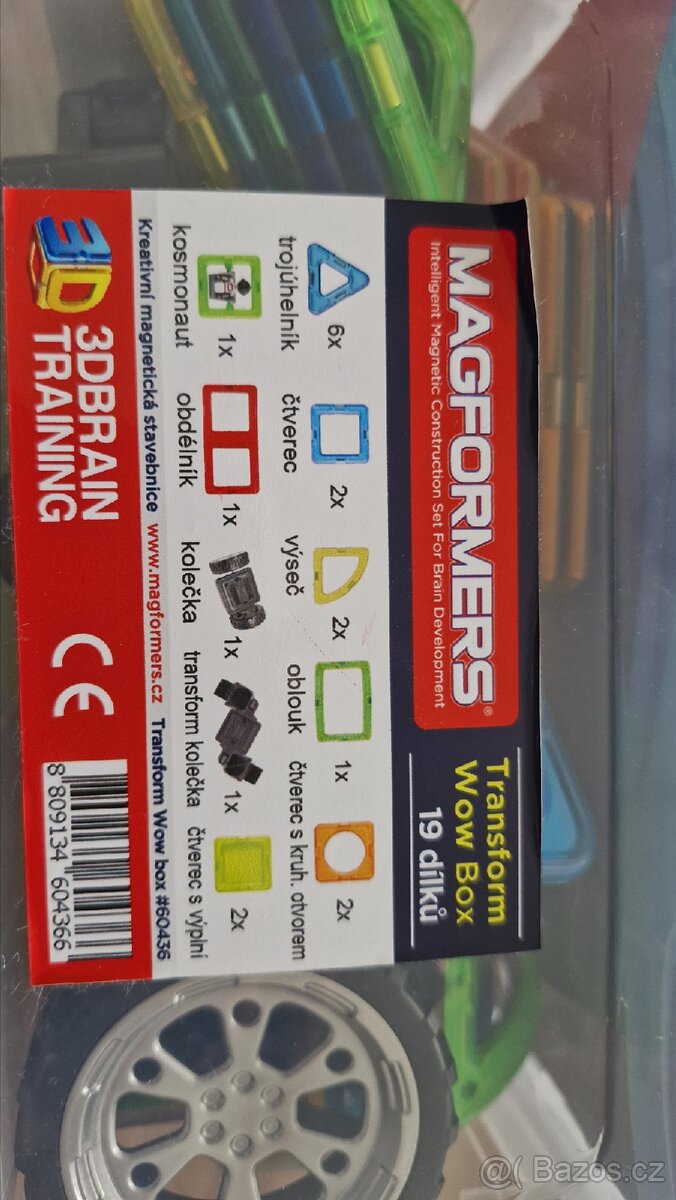 MAGFORMERS®
Intelligent Magnetic Construction Set For Brain Development
Transform
Wow Box
19 dílků
6x
2x
2x
1x
2x
trojúhelník
čtverec
výseč
oblouk
čtverec s kruh. otvorem
1x
1x
1x
1x
2x
kosmonaut
obdélník
kolečka
transform kolečka
čtverec s výplní
Kreativní magnetická stavebnice www.magformers.cz Transform Wow box #60436
3D
3DBRAIN
TRAINING
CE
8 809134 604366
@( Bazos.cz